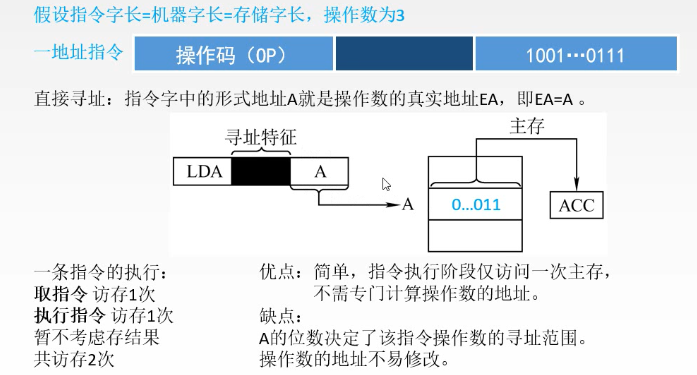 假设指令字长=机器字长=存储字长，操作数为3
一地址指令 操作码（OP） 1001…0111
直接寻址：指令字中的形式地址A就是操作数的真实地址EA，即EA=A 。
主存
寻址特征
LDA A
A 0…011 ACC
一条指令的执行：
取指令 访存1次
执行指令 访存1次
暂不考虑存结果
共访存2次
优点：简单，指令执行阶段仅访问一次主存，
不需专门计算操作数的地址。
缺点：
A的位数决定了该指令操作数的寻址范围。
操作数的地址不易修改。